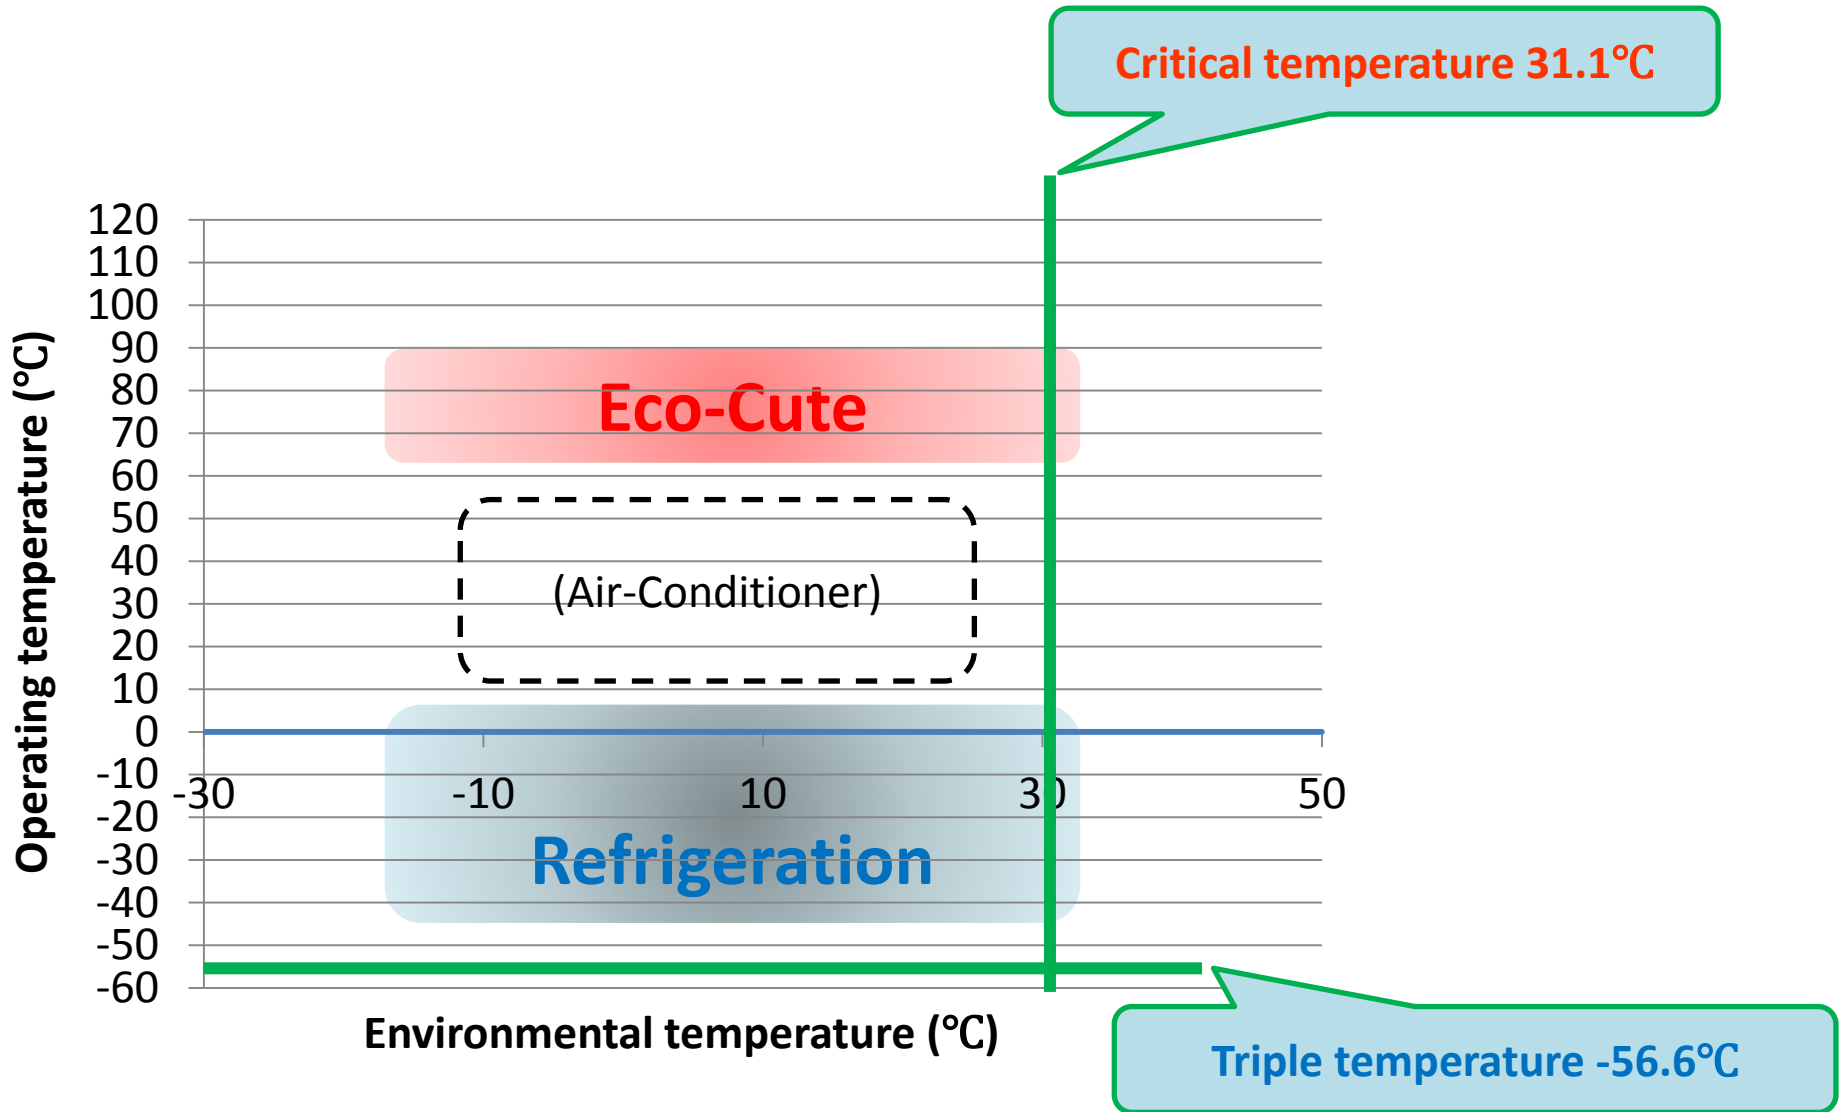 Critical temperature 31.1℃
120
110
100
90
80
70
60
50
40
30
20
10
0
-10
-20
-30
-40
-50
-60
Operating temperature (℃)
Eco-Cute
(Air-Conditioner)
-30 -10 10 30 50
Refrigeration
Environmental temperature (℃)
Triple temperature -56.6℃